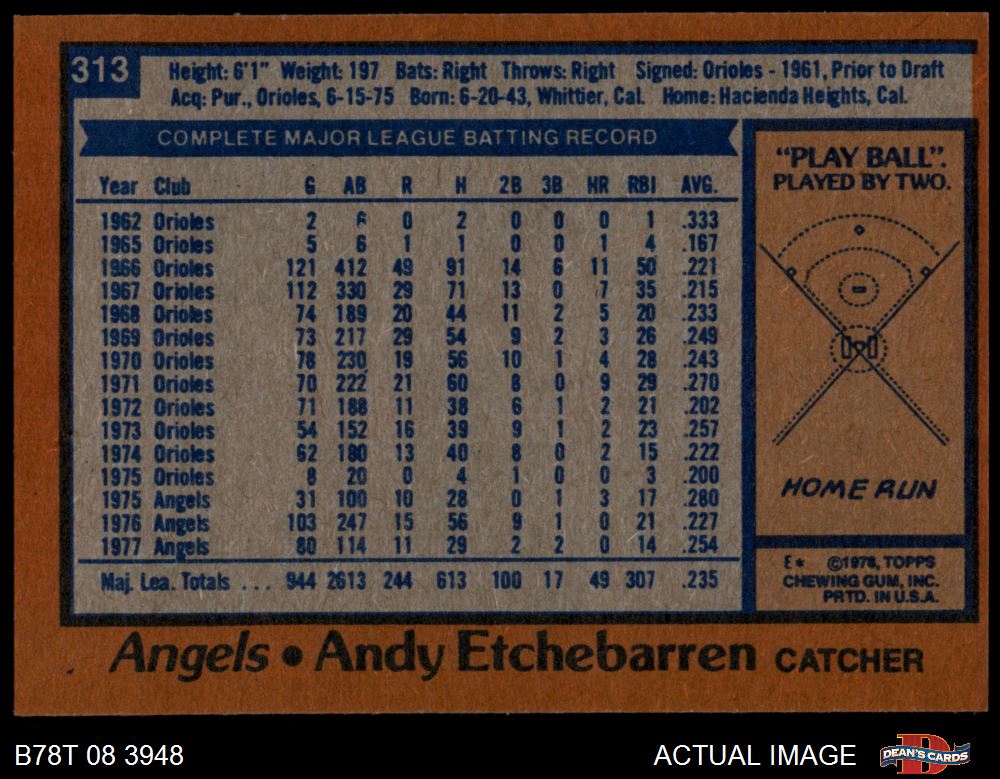 313
Height: 6'1" Weight: 197 Bats: Right Throws: Right Signed: Orioles - 1961, Prior to Draft
Acq: Pur., Orioles, 6-15-75 Born: 6-20-43, Whittier, Cal. Home: Hacienda Heights, Cal.
COMPLETE MAJOR LEAGUE BATTING RECORD
Year Club G AB R H 2B 3B HR RBI AVG.
1962 Orioles 2 6 0 2 0 0 0 1 .333
1965 Orioles 5 6 1 1 0 0 1 4 .167
1966 Orioles 121 412 49 91 14 6 11 50 .221
1967 Orioles 112 330 29 71 13 0 7 35 .215
1968 Orioles 74 189 20 44 11 2 5 20 .233
1969 Orioles 73 217 29 54 9 2 3 26 .249
1970 Orioles 78 230 19 56 10 1 4 28 .243
1971 Orioles 70 222 21 60 8 0 9 29 .270
1972 Orioles 71 188 11 38 6 1 2 21 .202
1973 Orioles 54 152 16 39 9 1 2 23 .257
1974 Orioles 62 180 13 40 8 0 2 15 .222
1975 Orioles 8 20 0 4 1 0 0 3 .200
1975 Angels 31 100 10 28 0 1 3 17 .280
1976 Angels 103 247 15 56 9 1 0 21 .227
1977 Angels 80 114 11 29 2 2 0 14 .254
Maj. Lea. Totals ... 944 2613 244 613 100 17 49 307 .235
"PLAY BALL".
PLAYED BY TWO.
HOME RUN
E* ©1978, TOPPS
CHEWING GUM, INC.
PRTD. IN U.S.A.
Angels • Andy Etchebarren CATCHER
B78T 08 3948
ACTUAL IMAGE
D
DEAN'S CARDS